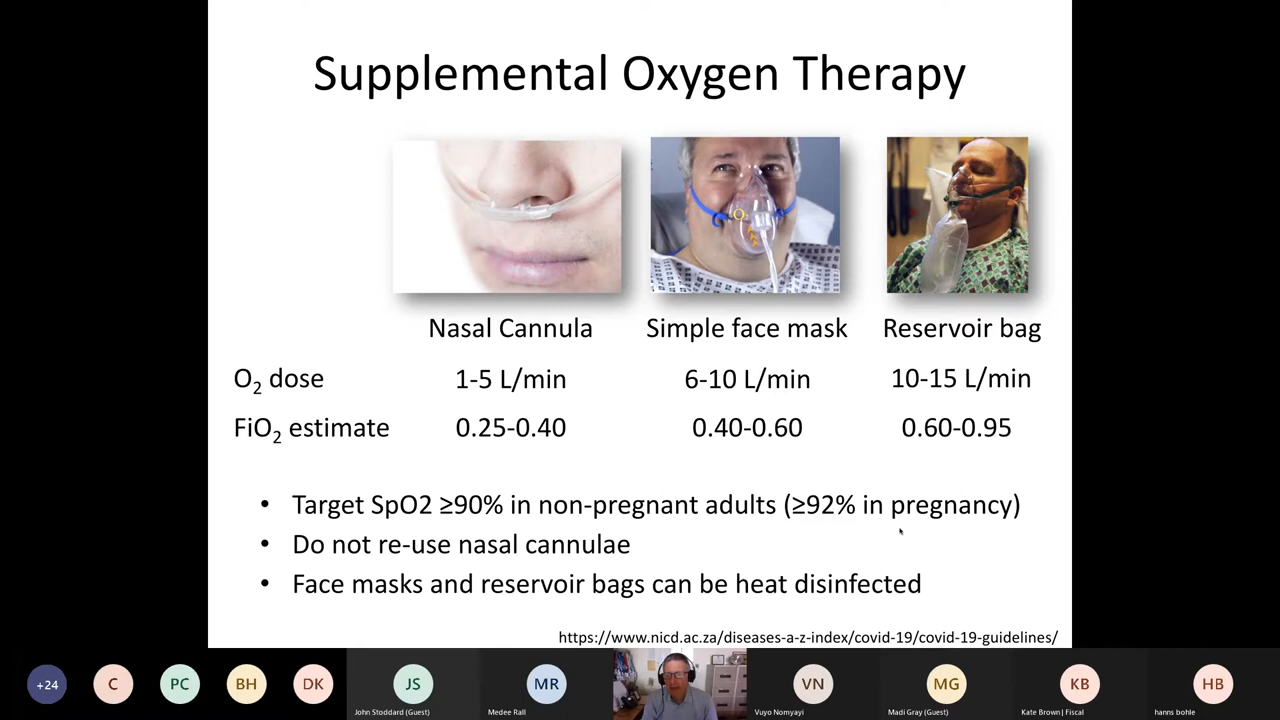 Supplemental Oxygen Therapy
Nasal Cannula Simple face mask Reservoir bag
O₂ dose 1-5 L/min 6-10 L/min 10-15 L/min
FiO₂ estimate 0.25-0.40 0.40-0.60 0.60-0.95
• Target SpO2 ≥90% in non-pregnant adults (≥92% in pregnancy)
• Do not re-use nasal cannulae
• Face masks and reservoir bags can be heat disinfected
https://www.nicd.ac.za/diseases-a-z-index/covid-19/covid-19-guidelines/
+24 C PC BH DK JS MR VN MG KB HB
John Stoddard (Guest) Medee Rall Vuyo Nomyayi Madi Gray (Guest) Kate Brown | Fiscal hanns bohle